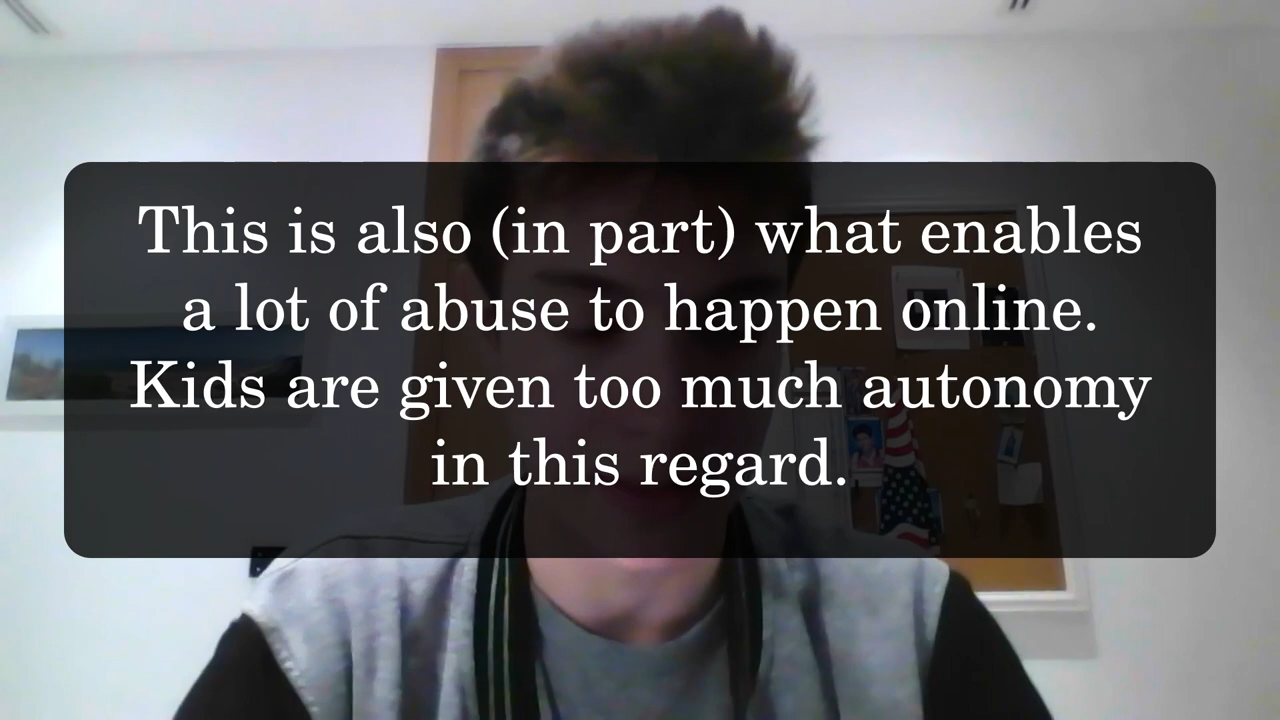 This is also (in part) what enables
a lot of abuse to happen online.
Kids are given too much autonomy
in this regard.